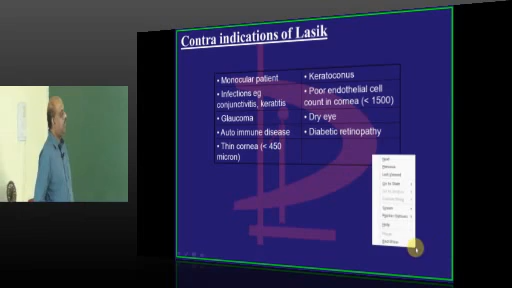 Contra indications of Lasik
• Monocular patient
• Infections eg
conjunctivitis, keratitis
• Glaucoma
• Auto immune disease
• Thin cornea (< 450
micron)
• Keratoconus
• Poor endothelial cell
count in cornea (< 1500)
• Dry eye
• Diabetic retinopathy